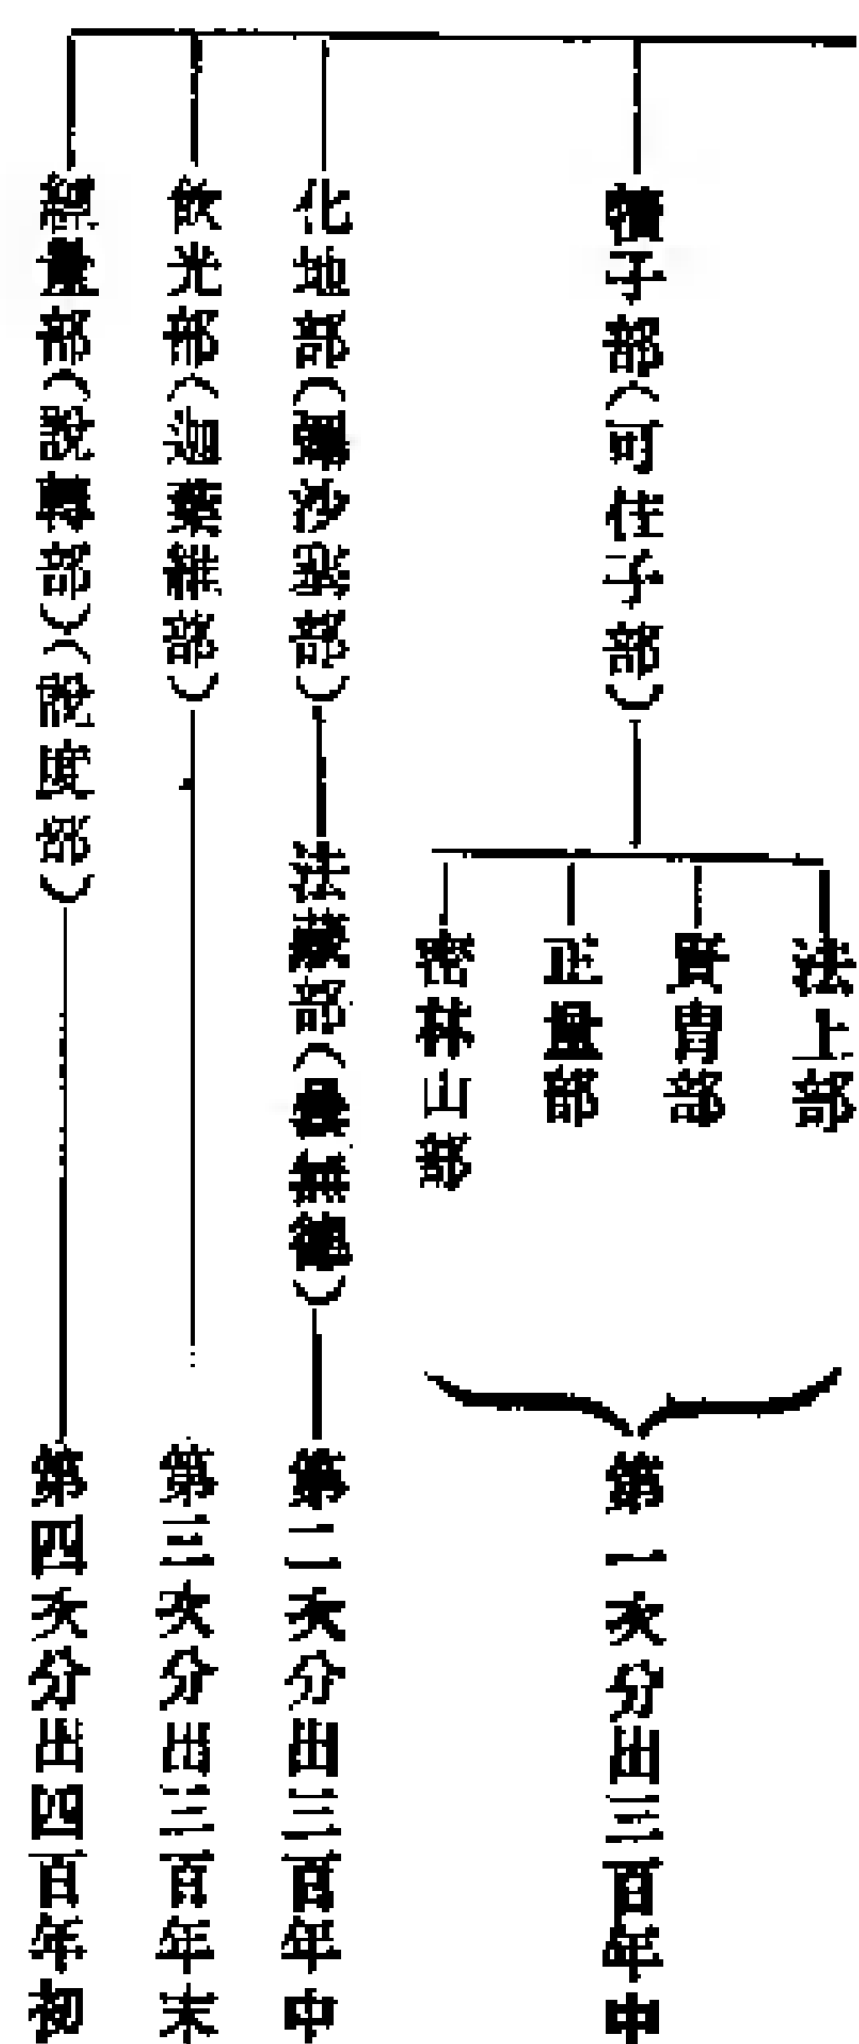 犢子部（可住子部）
法上部
賢冑部
正量部
密林山部
第一次分出三百年中
化地部（彌沙塞部）
法藏部（曇無德）
第二次分出三百年中
飲光部（迦葉維部）
第三次分出三百年末
經量部（說轉部）（說度部）
第四次分出四百年初